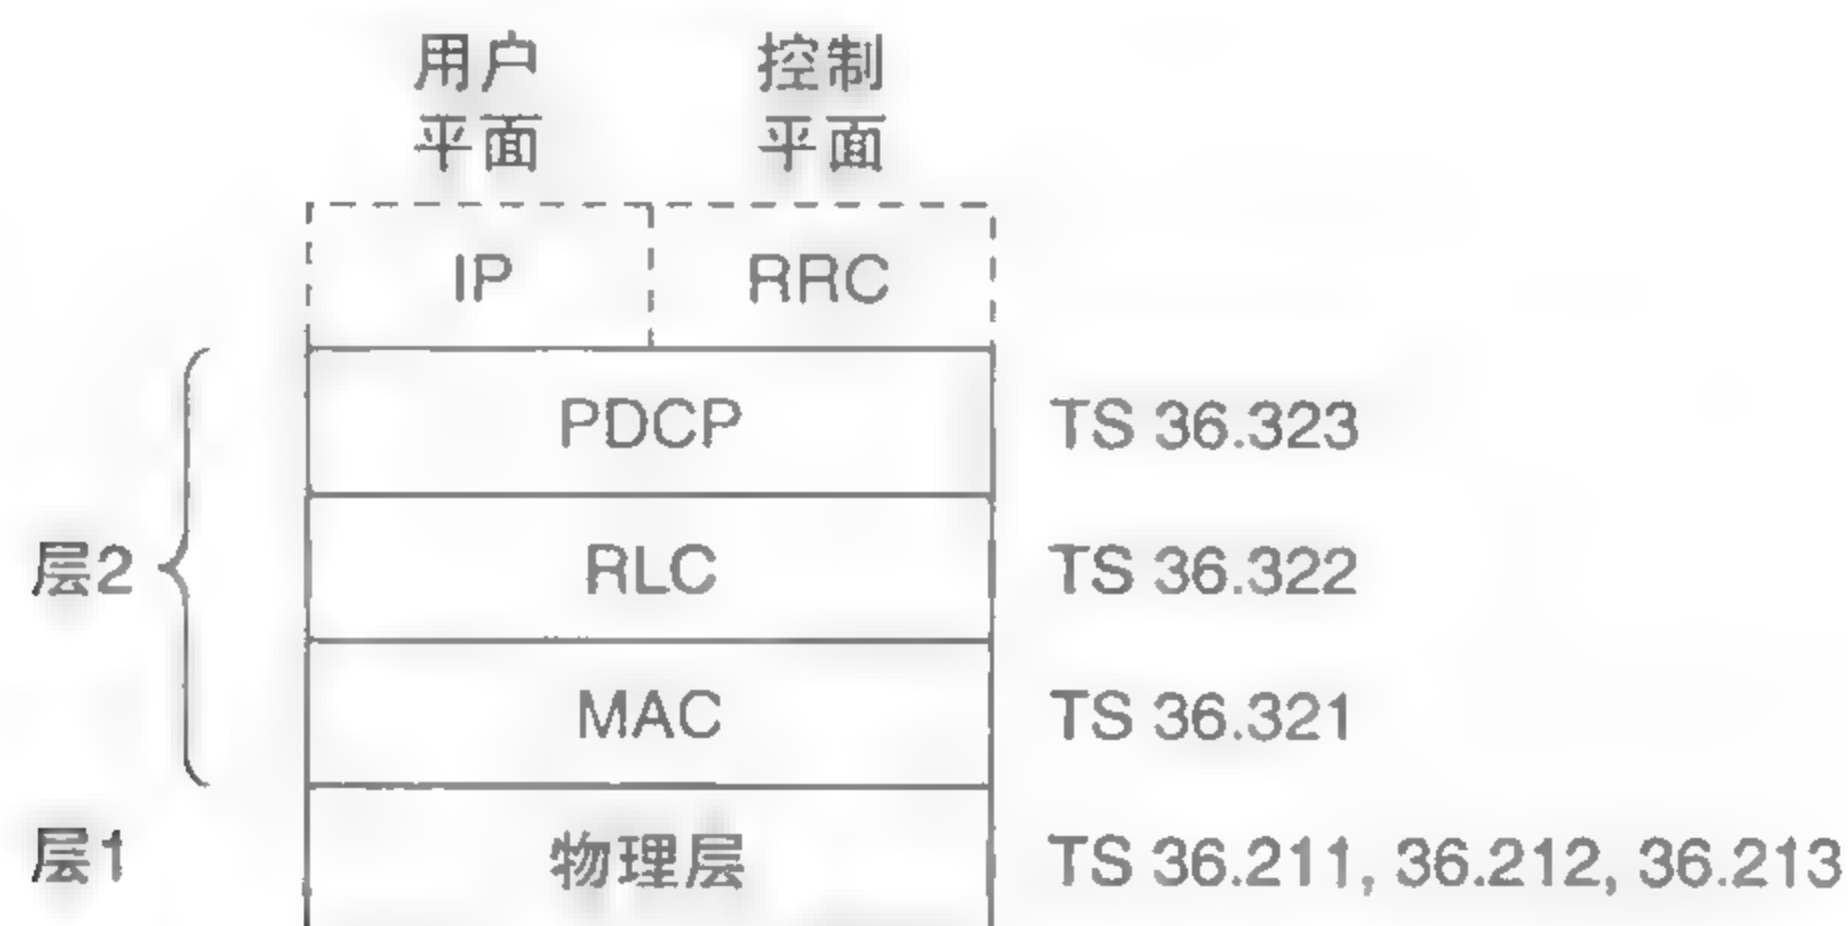 用户 控制
平面 平面
IP RRC
PDCP TS 36.323
RLC TS 36.322
层2
MAC TS 36.321
层1 物理层 TS 36.211, 36.212, 36.213